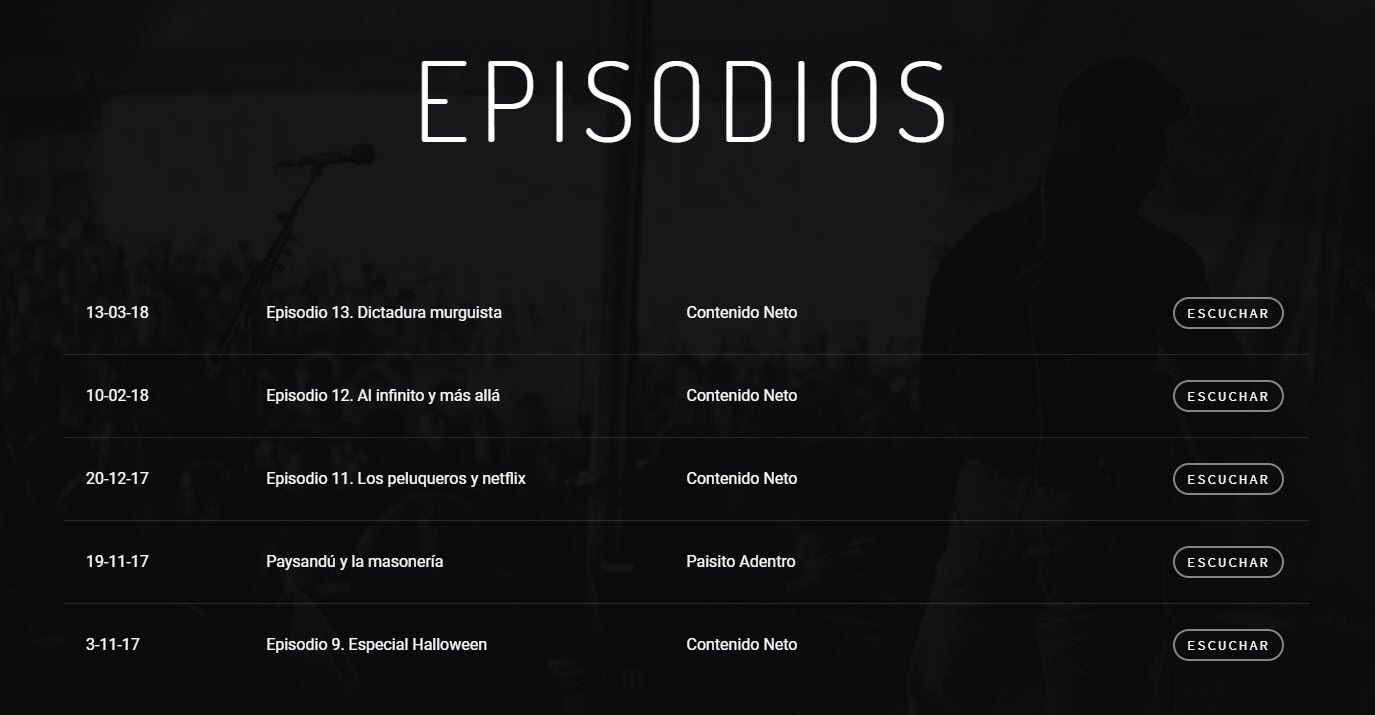 EPISODIOS
13-03-18 Episodio 13. Dictadura murguista Contenido Neto ESCUCHAR
10-02-18 Episodio 12. Al infinito y más allá Contenido Neto ESCUCHAR
20-12-17 Episodio 11. Los peluqueros y netflix Contenido Neto ESCUCHAR
19-11-17 Paysandú y la masonería Paisito Adentro ESCUCHAR
3-11-17 Episodio 9. Especial Halloween Contenido Neto ESCUCHAR